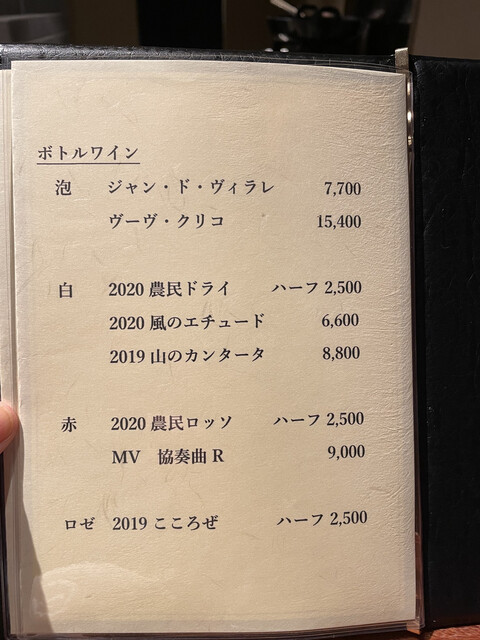 ボトルワイン
泡 ジャン・ド・ヴィラレ 7,700
ヴーヴ・クリコ 15,400
白 2020 農民ドライ ハーフ 2,500
2020 風のエチュード 6,600
2019 山のカンタータ 8,800
赤 2020 農民ロッソ ハーフ 2,500
MV 協奏曲 R 9,000
ロゼ 2019 こころぜ ハーフ 2,500